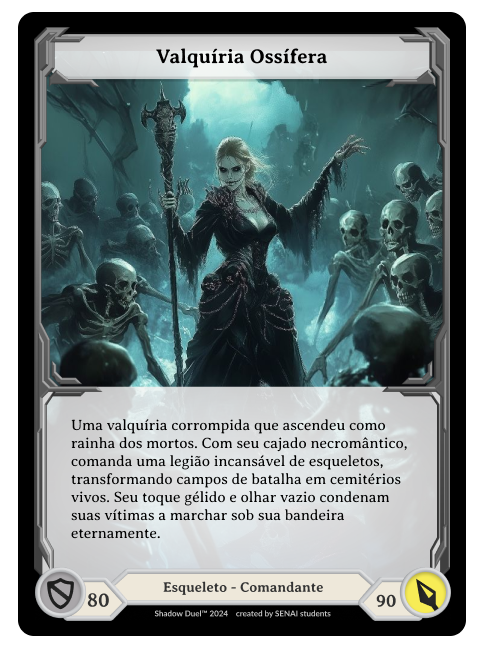 Valquíria Ossífera
Uma valquíria corrompida que ascendeu como
rainha dos mortos. Com seu cajado necromântico,
comanda uma legião incansável de esqueletos,
transformando campos de batalha em cemitérios
vivos. Seu toque gélido e olhar vazio condenam
suas vítimas a marchar sob sua bandeira
eternamente.
80
Esqueleto - Comandante
90
Shadow Duel™ 2024 created by SENAI students